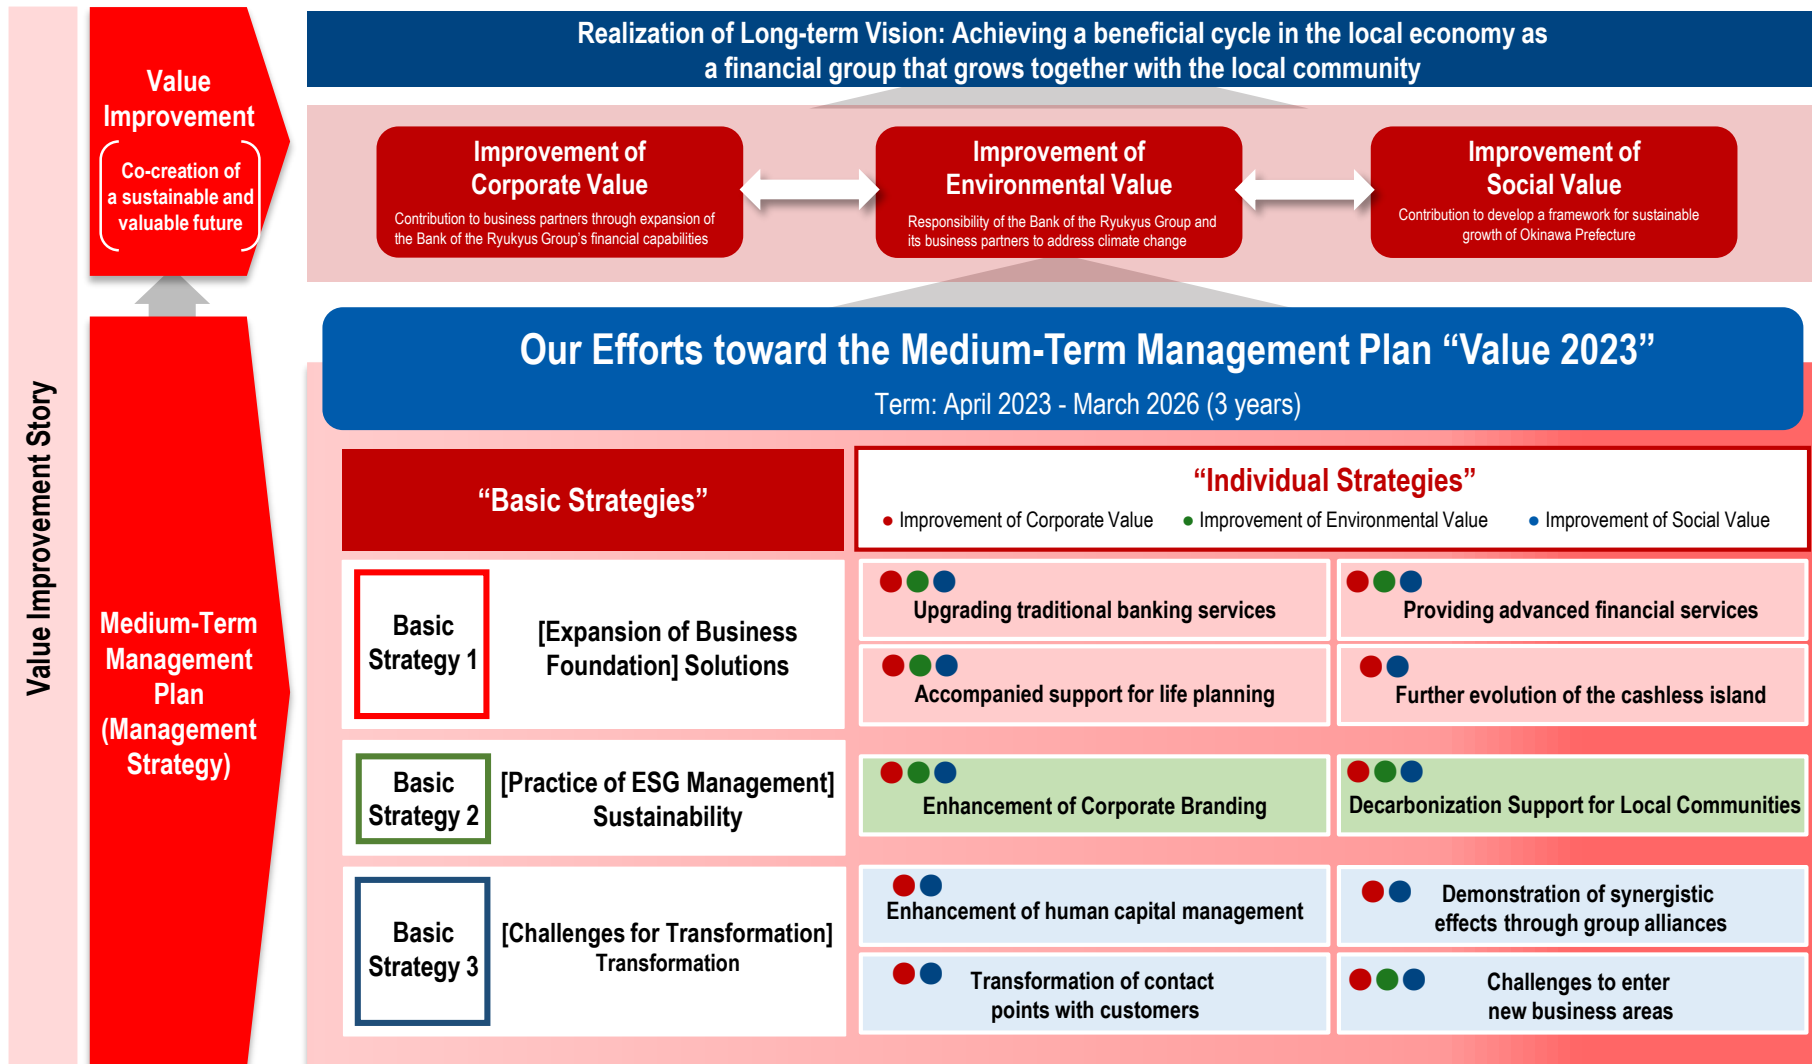 Value Improvement Story
Value
Improvement
Co-creation of
a sustainable and
valuable future
Medium-Term
Management
Plan
(Management
Strategy)
Realization of Long-term Vision: Achieving a beneficial cycle in the local economy as
a financial group that grows together with the local community
Improvement of
Corporate Value
Contribution to business partners through expansion of
the Bank of the Ryukyus Group's financial capabilities
Improvement of
Environmental Value
Responsibility of the Bank of the Ryukyus Group and
its business partners to address climate change
Improvement of
Social Value
Contribution to develop a framework for sustainable
growth of Okinawa Prefecture
Our Efforts toward the Medium-Term Management Plan “Value 2023”
Term: April 2023 - March 2026 (3 years)
“Basic Strategies”
“Individual Strategies”
● Improvement of Corporate Value ● Improvement of Environmental Value ● Improvement of Social Value
Basic
Strategy 1
[Expansion of Business
Foundation] Solutions
Upgrading traditional banking services
Providing advanced financial services
Accompanied support for life planning
Further evolution of the cashless island
Basic
Strategy 2
[Practice of ESG Management]
Sustainability
Enhancement of Corporate Branding
Decarbonization Support for Local Communities
Basic
Strategy 3
[Challenges for Transformation]
Transformation
Enhancement of human capital management
Demonstration of synergistic
effects through group alliances
Transformation of contact
points with customers
Challenges to enter
new business areas